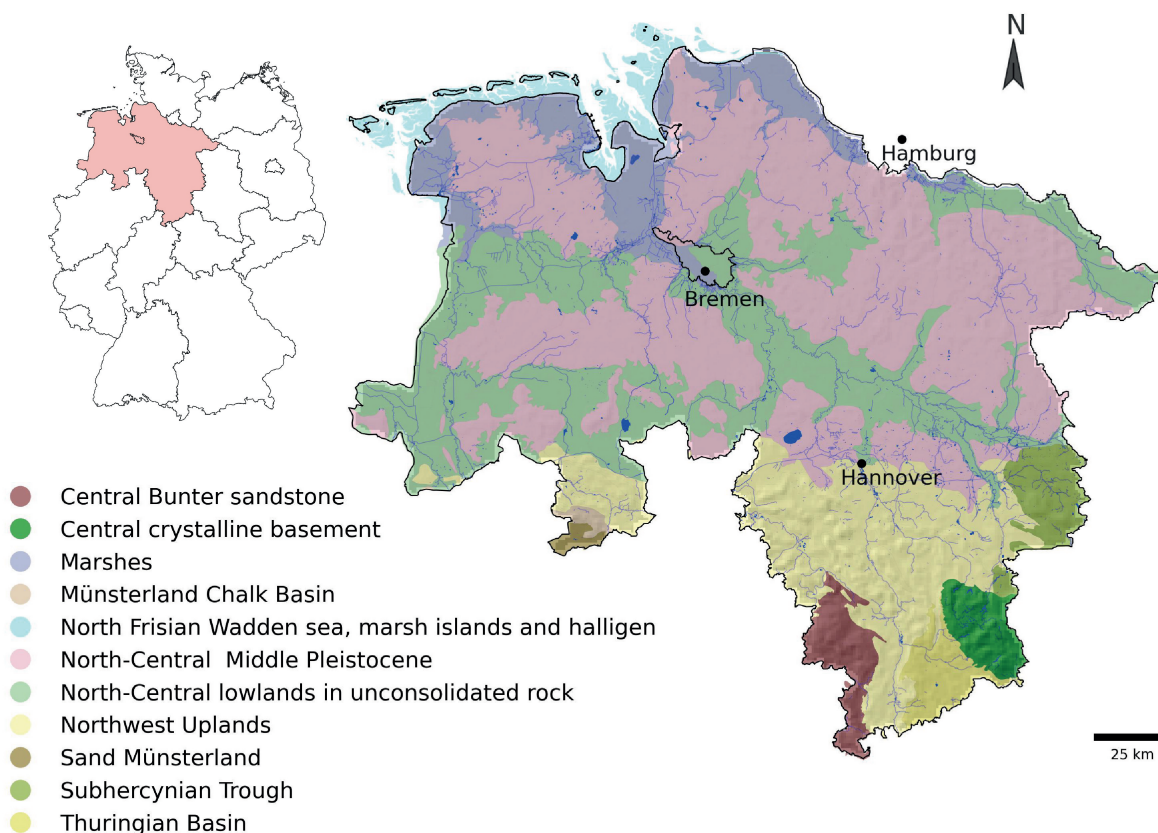 N
Hamburg
Bremen
Hannover
Central Bunter sandstone
Central crystalline basement
Marshes
Münsterland Chalk Basin
North Frisian Wadden sea, marsh islands and halligen
North-Central Middle Pleistocene
North-Central lowlands in unconsolidated rock
Northwest Uplands
Sand Münsterland
Subhercynian Trough
Thuringian Basin
25 km